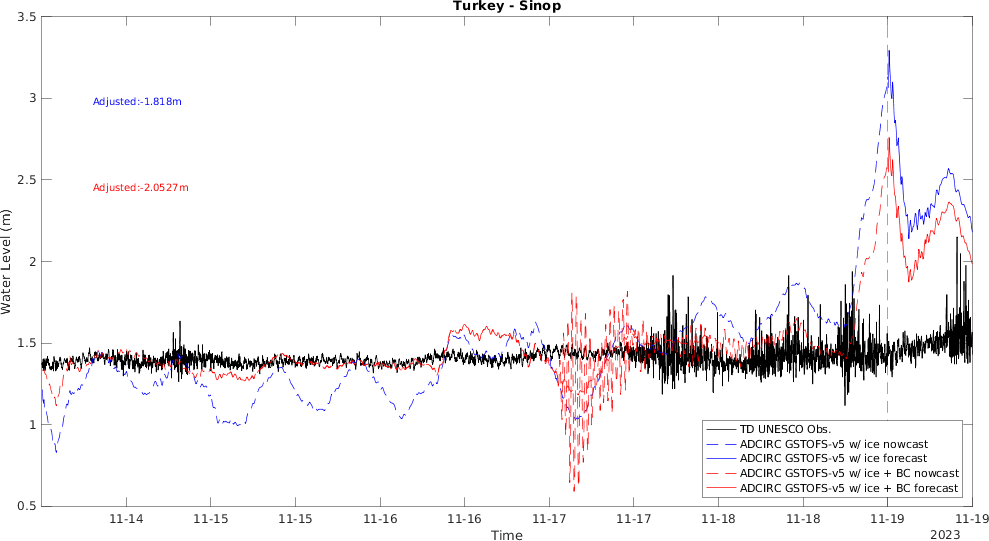 Turkey - Sinop
3.5
3
2.5
2
1.5
1
0.5
Water Level (m)
Adjusted:-1.818m
Adjusted:-2.0527m
TD UNESCO Obs.
ADCIRC GSTOFS-v5 w/ ice nowcast
ADCIRC GSTOFS-v5 w/ ice forecast
ADCIRC GSTOFS-v5 w/ ice + BC nowcast
ADCIRC GSTOFS-v5 w/ ice + BC forecast
11-14 11-15 11-15 11-16 11-16 11-17 11-17 11-18 11-18 11-19 11-19
Time
2023